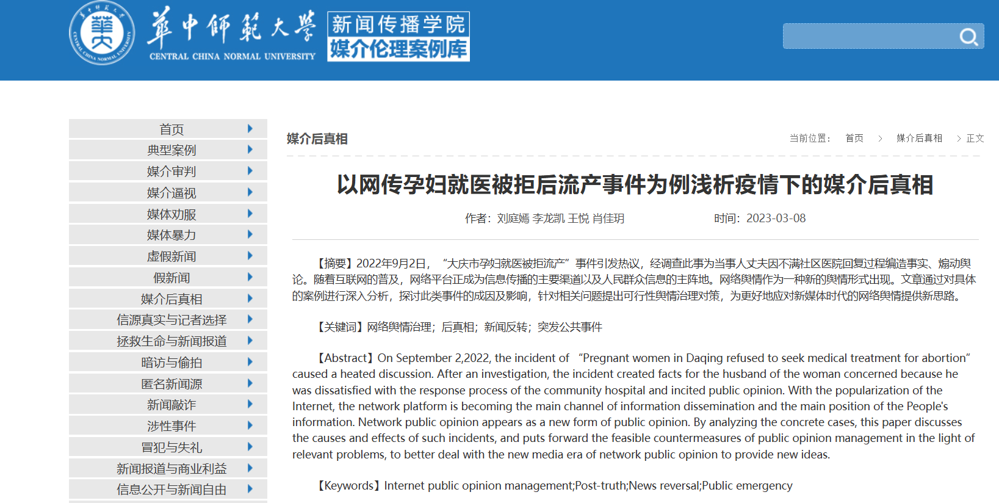 華中師範大學
CENTRAL CHINA NORMAL UNIVERSITY
新闻传播学院
媒介伦理案例库
首页
典型案例
媒介审判
媒介逼视
媒体劝服
媒体暴力
虚假新闻
假新闻
媒介后真相
信源真实与记者选择
拯救生命与新闻报道
暗访与偷拍
匿名新闻源
新闻敲诈
涉性事件
冒犯与失礼
新闻报道与商业利益
信息公开与新闻自由
媒介后真相
当前位置： 首页 > 媒介后真相 > 正文
以网传孕妇就医被拒后流产事件为例浅析疫情下的媒介后真相
作者：刘庭嫣 李龙凯 王悦 肖佳玥 时间：2023-03-08
【摘要】2022年9月2日，“大庆市孕妇就医被拒流产”事件引发热议，经调查此事为当事人丈夫因不满社区医院回复过程编造事实、煽动舆
论。随着互联网的普及，网络平台正成为信息传播的主要渠道以及人民群众信息的主阵地。网络舆情作为一种新的舆情形式出现。文章通过对具体
的案例进行深入分析，探讨此类事件的成因及影响，针对相关问题提出可行性舆情治理对策，为更好地应对新媒体时代的网络舆情提供新思路。
【关键词】网络舆情治理；后真相；新闻反转；突发公共事件
【Abstract】On September 2,2022, the incident of “Pregnant women in Daqing refused to seek medical treatment for abortion”
caused a heated discussion. After an investigation, the incident created facts for the husband of the woman concerned because he
was dissatisfied with the response process of the community hospital and incited public opinion. With the popularization of the
Internet, the network platform is becoming the main channel of information dissemination and the main position of the People's
information. Network public opinion appears as a new form of public opinion. By analyzing the concrete cases, this paper discusses
the causes and effects of such incidents, and puts forward the feasible countermeasures of public opinion management in the light of
relevant problems, to better deal with the new media era of network public opinion to provide new ideas.
【Keywords】Internet public opinion management;Post-truth;News reversal;Public emergency